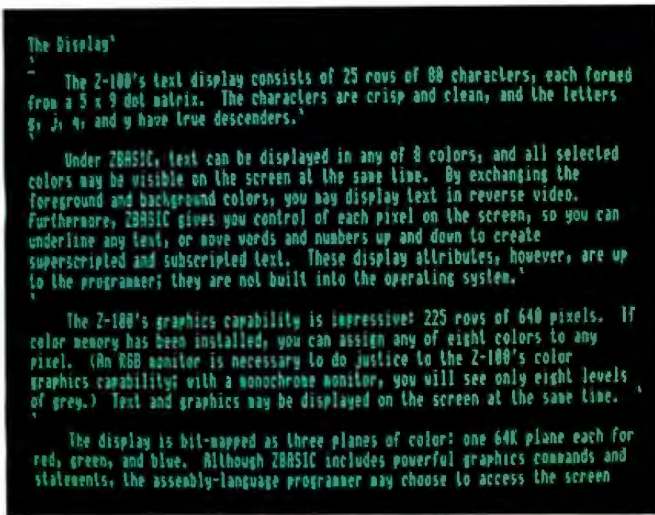 The Display
The Z-100's text display consists of 25 rows of 80 characters, each formed
from a 5 x 9 dot matrix. The characters are crisp and clean, and the letters
g, j, q, and y have true descenders.
Under ZBASIC, text can be displayed in any of 8 colors, and all selected
colors may be visible on the screen at the same time. By exchanging the
foreground and background colors, you may display text in reverse video.
Furthermore, ZBASIC gives you control of each pixel on the screen, so you can
underline any text, or move words and numbers up and down to create
superscripted and subscripted text. These display attributes, however, are up
to the programmer; they are not built into the operating system.
The Z-100's graphics capability is impressive: 225 rows of 640 pixels. If
color memory has been installed, you can assign any of eight colors to any
pixel. (An RGB monitor is necessary to do justice to the Z-100's color
graphics capability; with a monochrome monitor, you will see only eight levels
of grey.) Text and graphics may be displayed on the screen at the same time.
The display is bit-mapped as three planes of color: one 64K plane each for
red, green, and blue. Although ZBASIC includes powerful graphics commands and
statements, the assembly-language programmer may choose to access the screen